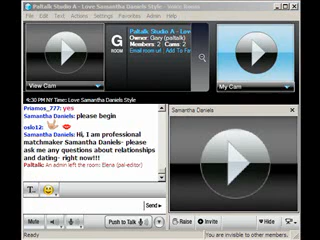 Paltalk Studio A - Love Samantha Daniels Style - Voice Room
File Edit Actions Text Admin Settings Help
Paltalk Studio A -
Love Samantha Daniels
G
ROOM
Owner: Gary (paltalk)
Members: 2 Cams: 2
Email room url | Add To Fa
View Cam
My Cam
4:30 PM NY Time: Love Samantha Daniels Style
Priamos_777: yes
Samantha Daniels: please begin
oslo12:
Samantha Daniels: Hi, I am professional
matchmaker Samantha Daniels- please
ask me any questions about relationships
and dating- right now!!!
Paltalk: An admin left the room: Elena (pal editor)
Samantha Daniels
T
Send
Mute
Push to Talk
Raise
Invite
Hide
Ready
You are invisible to other members.